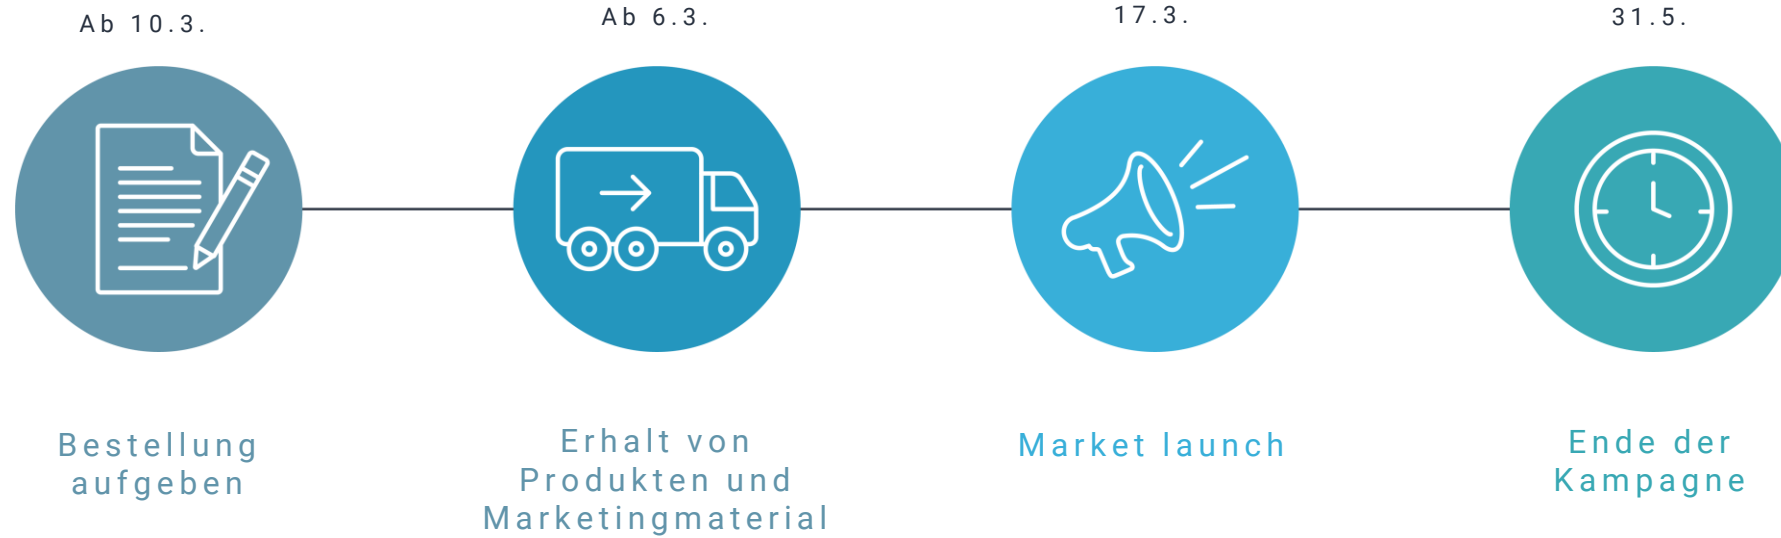 Ab 10.3.
Ab 6.3.
17.3.
31.5.
Bestellung
aufgeben
Erhalt von
Produkten und
Marketingmaterial
Market launch
Ende der
Kampagne